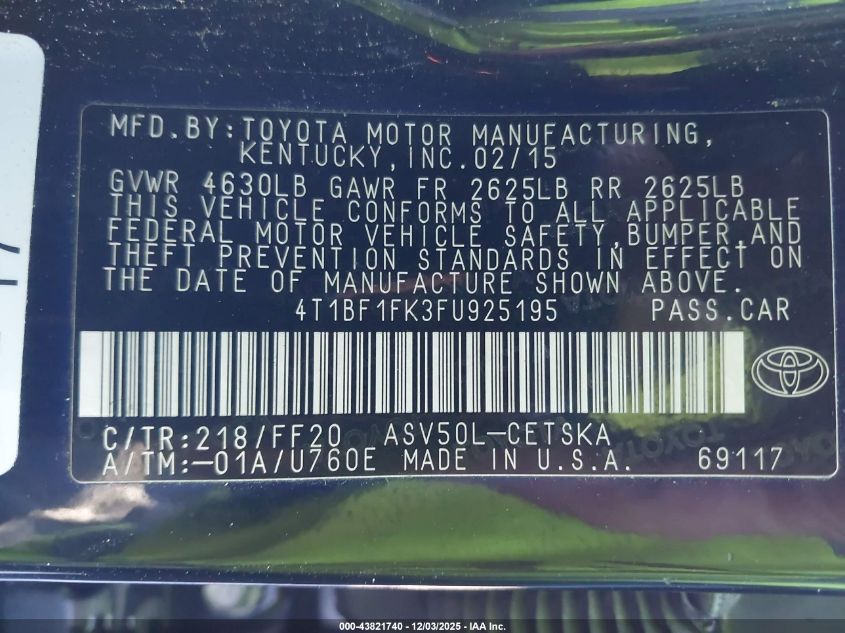 MFD.BY:TOYOTA MOTOR MANUFACTURING,
KENTUCKY,INC.02/15
GVWR 4630LB GAWR FR 2625LB RR 2625LB
THIS VEHICLE CONFORMS TO ALL APPLICABLE
FEDERAL MOTOR VEHICLE SAFETY,BUMPER,AND
THEFT PREVENTION STANDARDS IN EFFECT ON
THE DATE OF MANUFACTURE SHOWN ABOVE.
4T1BF1FK3FU925195 PASS.CAR
C/TR:218/FF20 ASV50L-CETSKA
A/TM:-01A/U760E MADE IN U.S.A. 69117
000-43821740 - 12/03/2025 - IAA Inc.